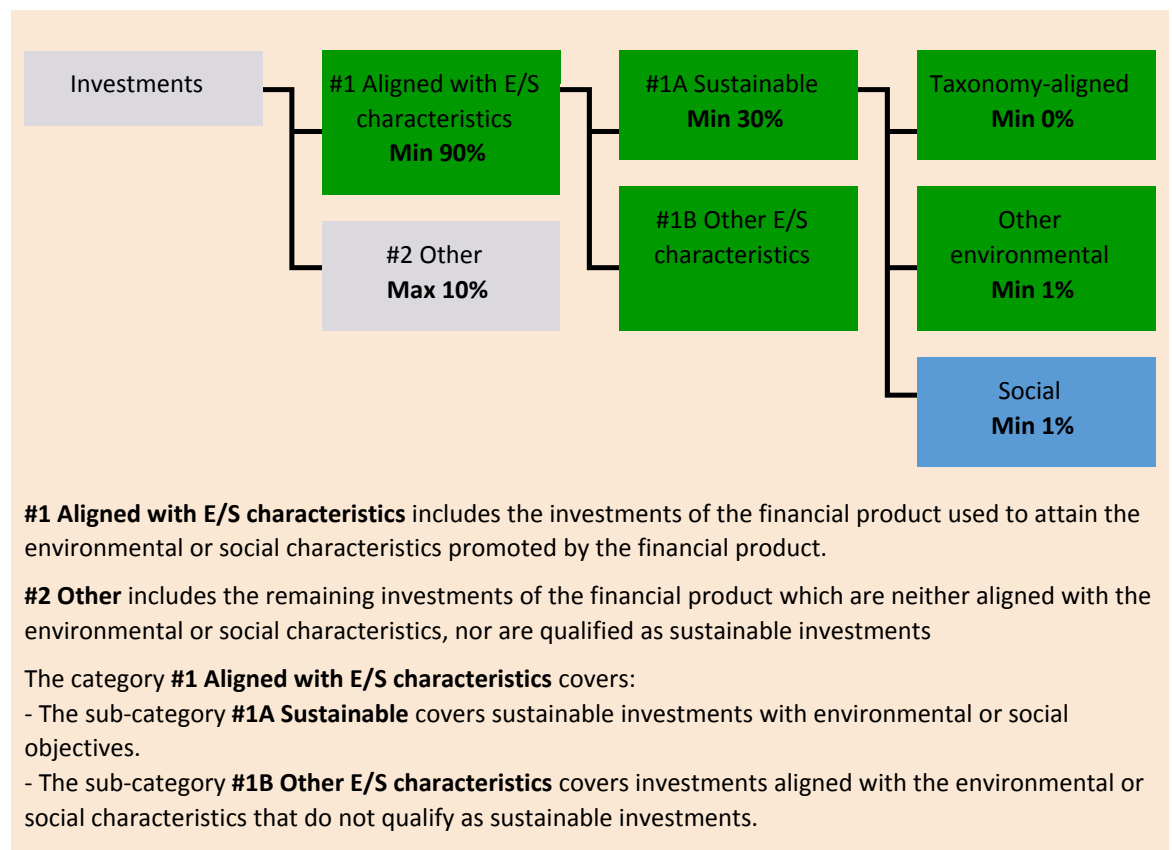 Investments
#1 Aligned with E/S
characteristics
Min 90%
#2 Other
Max 10%
#1A Sustainable
Min 30%
#1B Other E/S
characteristics
Taxonomy-aligned
Min 0%
Other
environmental
Min 1%
Social
Min 1%
#1 Aligned with E/S characteristics includes the investments of the financial product used to attain the
environmental or social characteristics promoted by the financial product.
#2 Other includes the remaining investments of the financial product which are neither aligned with the
environmental or social characteristics, nor are qualified as sustainable investments
The category #1 Aligned with E/S characteristics covers:
- The sub-category #1A Sustainable covers sustainable investments with environmental or social
objectives.
- The sub-category #1B Other E/S characteristics covers investments aligned with the environmental or
social characteristics that do not qualify as sustainable investments.